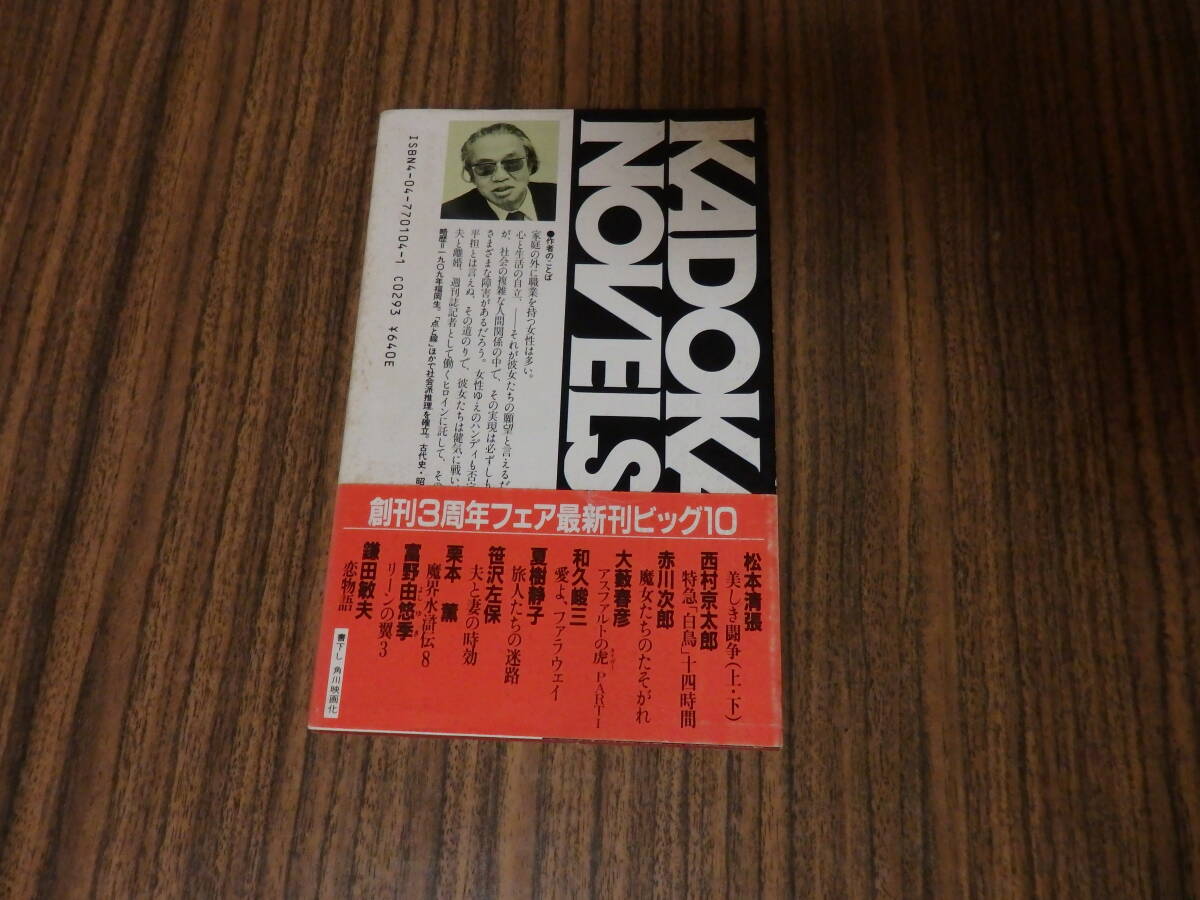 KADOKA
NOVELS
●作者のことば
家庭の外に職業を持つ女性は多い。
心と生活の自立、――それが彼女たちの願望と言えるだ
が、社会の複雑な人間関係の中で、その実現は必ずしも
さまざまな障害があるだろう。女性ゆえのハンディも否定
平担とは言えぬ、その道のりで、彼女たちは健気に戦い
夫と離婚、週刊誌記者として働くヒロインに託して、その
略歴=一九〇九年福岡生。「点と線」ほかで社会派推理を確立。古代史・昭
ISBN4-04-770104-1 C0293 ¥640E
創刊3周年フェア最新刊ビッグ10
松本清張
美しき闘争(上・下)
西村京太郎
特急「白鳥」十四時間
赤川次郎
魔女たちのたそがれ
大藪春彦
アスファルトの虎 PART1
和久峻三
愛よ、ファラウェイ
夏樹静子
旅人たちの迷路
笹沢左保
夫と妻の時効
栗本 薫
魔界水滸伝8
富野由悠季
リーンの翼3
鎌田敏夫
恋物語
書下し 角川映画化